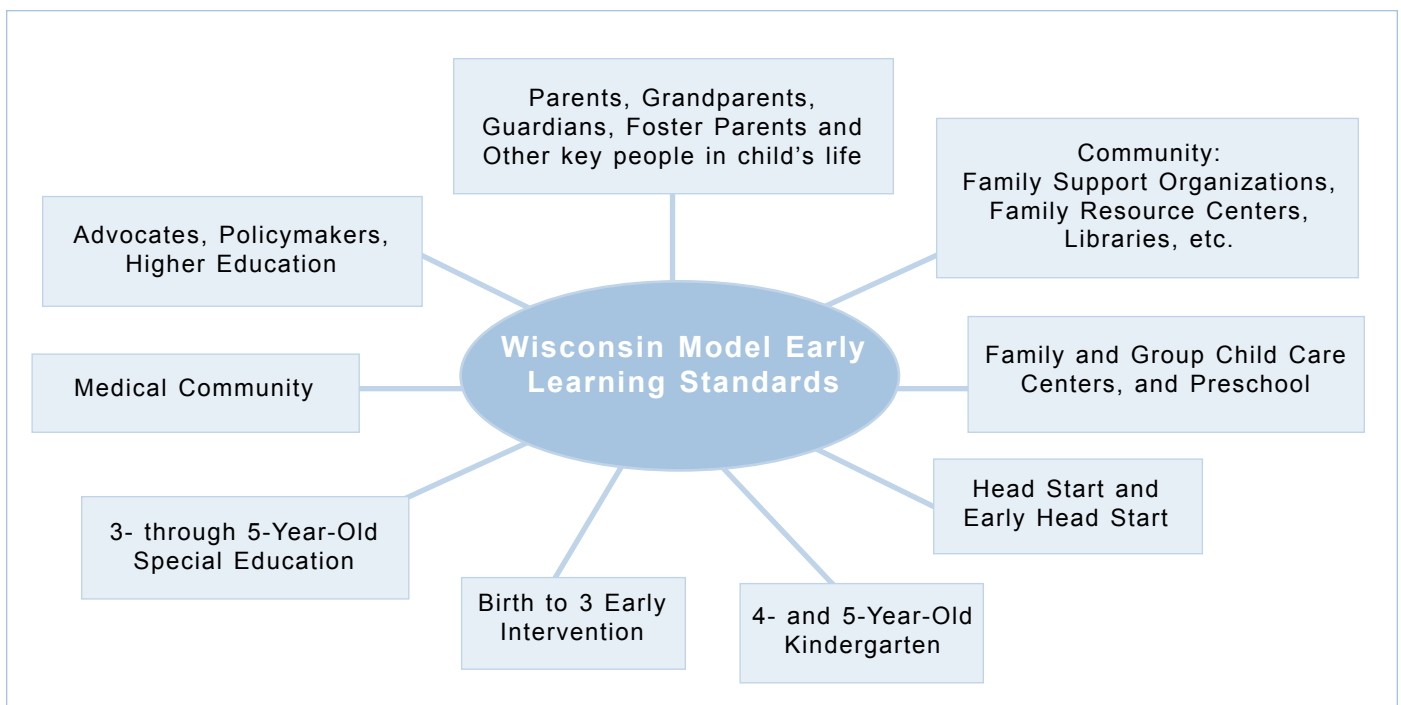 Parents, Grandparents,
Guardians, Foster Parents and
Other key people in child’s life
Community:
Family Support Organizations,
Family Resource Centers,
Libraries, etc.
Advocates, Policymakers,
Higher Education
Wisconsin Model Early
Learning Standards
Family and Group Child Care
Centers, and Preschool
Medical Community
Head Start and
Early Head Start
3- through 5-Year-Old
Special Education
Birth to 3 Early
Intervention
4- and 5-Year-Old
Kindergarten